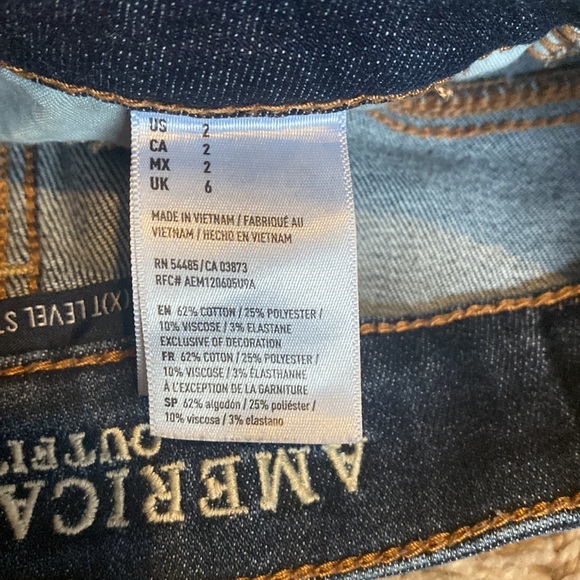 US 2
CA 2
MX 2
UK 6
MADE IN VIETNAM / FABRIQUÉ AU
VIETNAM / HECHO EN VIETNAM
RN 54485 / CA 03873
RFC# AEM120605U9A
EN 62% COTTON / 25% POLYESTER /
10% VISCOSE / 3% ELASTANE
EXCLUSIVE OF DECORATION
FR 62% COTON / 25% POLYESTER /
10% VISCOSE / 3% ÉLASTHANNE
À L'EXCEPTION DE LA GARNITURE
SP 62% algodón / 25% poliéster /
10% viscosa / 3% elastano
(X)T LEVEL
AMERICA
OUTFI